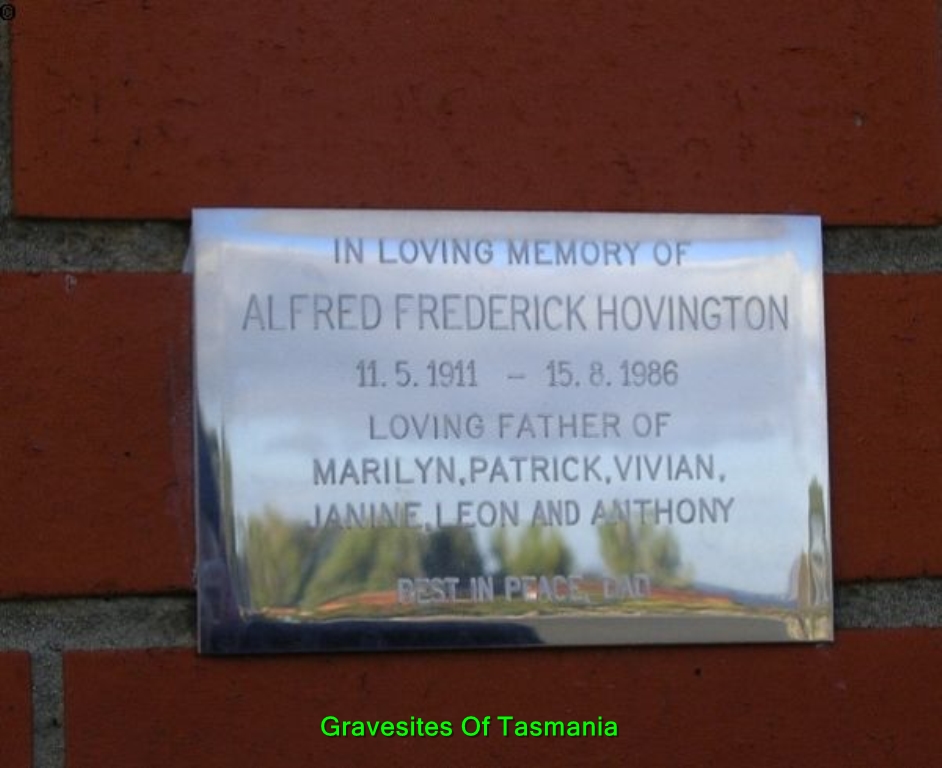 ©
IN LOVING MEMORY OF
ALFRED FREDERICK HOVINGTON
11.5.1911 – 15.8.1986
LOVING FATHER OF
MARILYN,PATRICK,VIVIAN,
JANINE,LEON AND ANTHONY
REST IN PEACE, DAD
Gravesites Of Tasmania